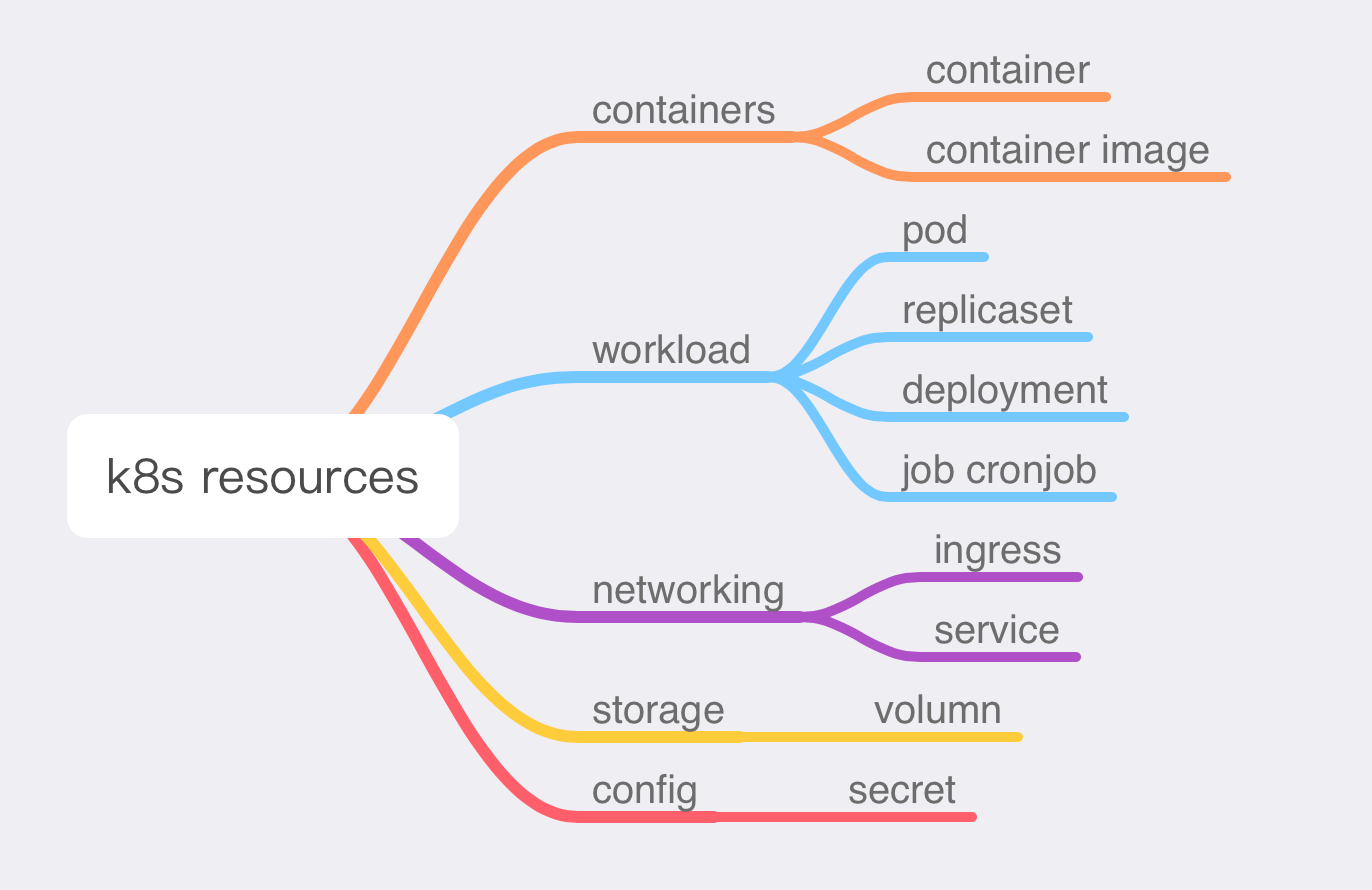 k8s resources
containers
container
container image
workload
pod
replicaset
deployment
job cronjob
networking
ingress
service
storage
volumn
config
secret